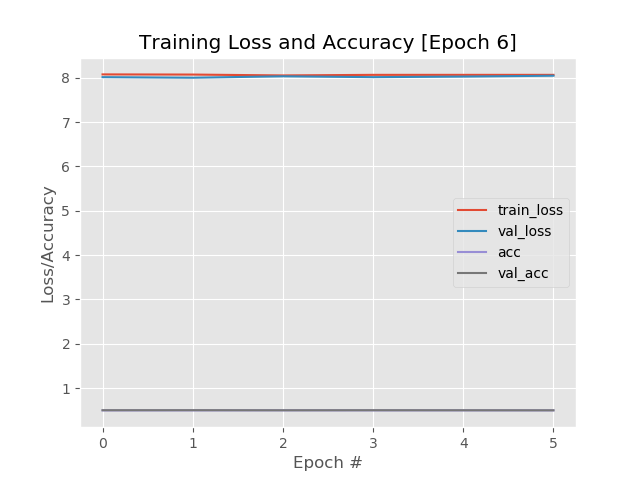 Training Loss and Accuracy [Epoch 6]
8
7
6
5
4
3
2
1
Loss/Accuracy
train_loss
val_loss
acc
val_acc
0 1 2 3 4 5
Epoch #